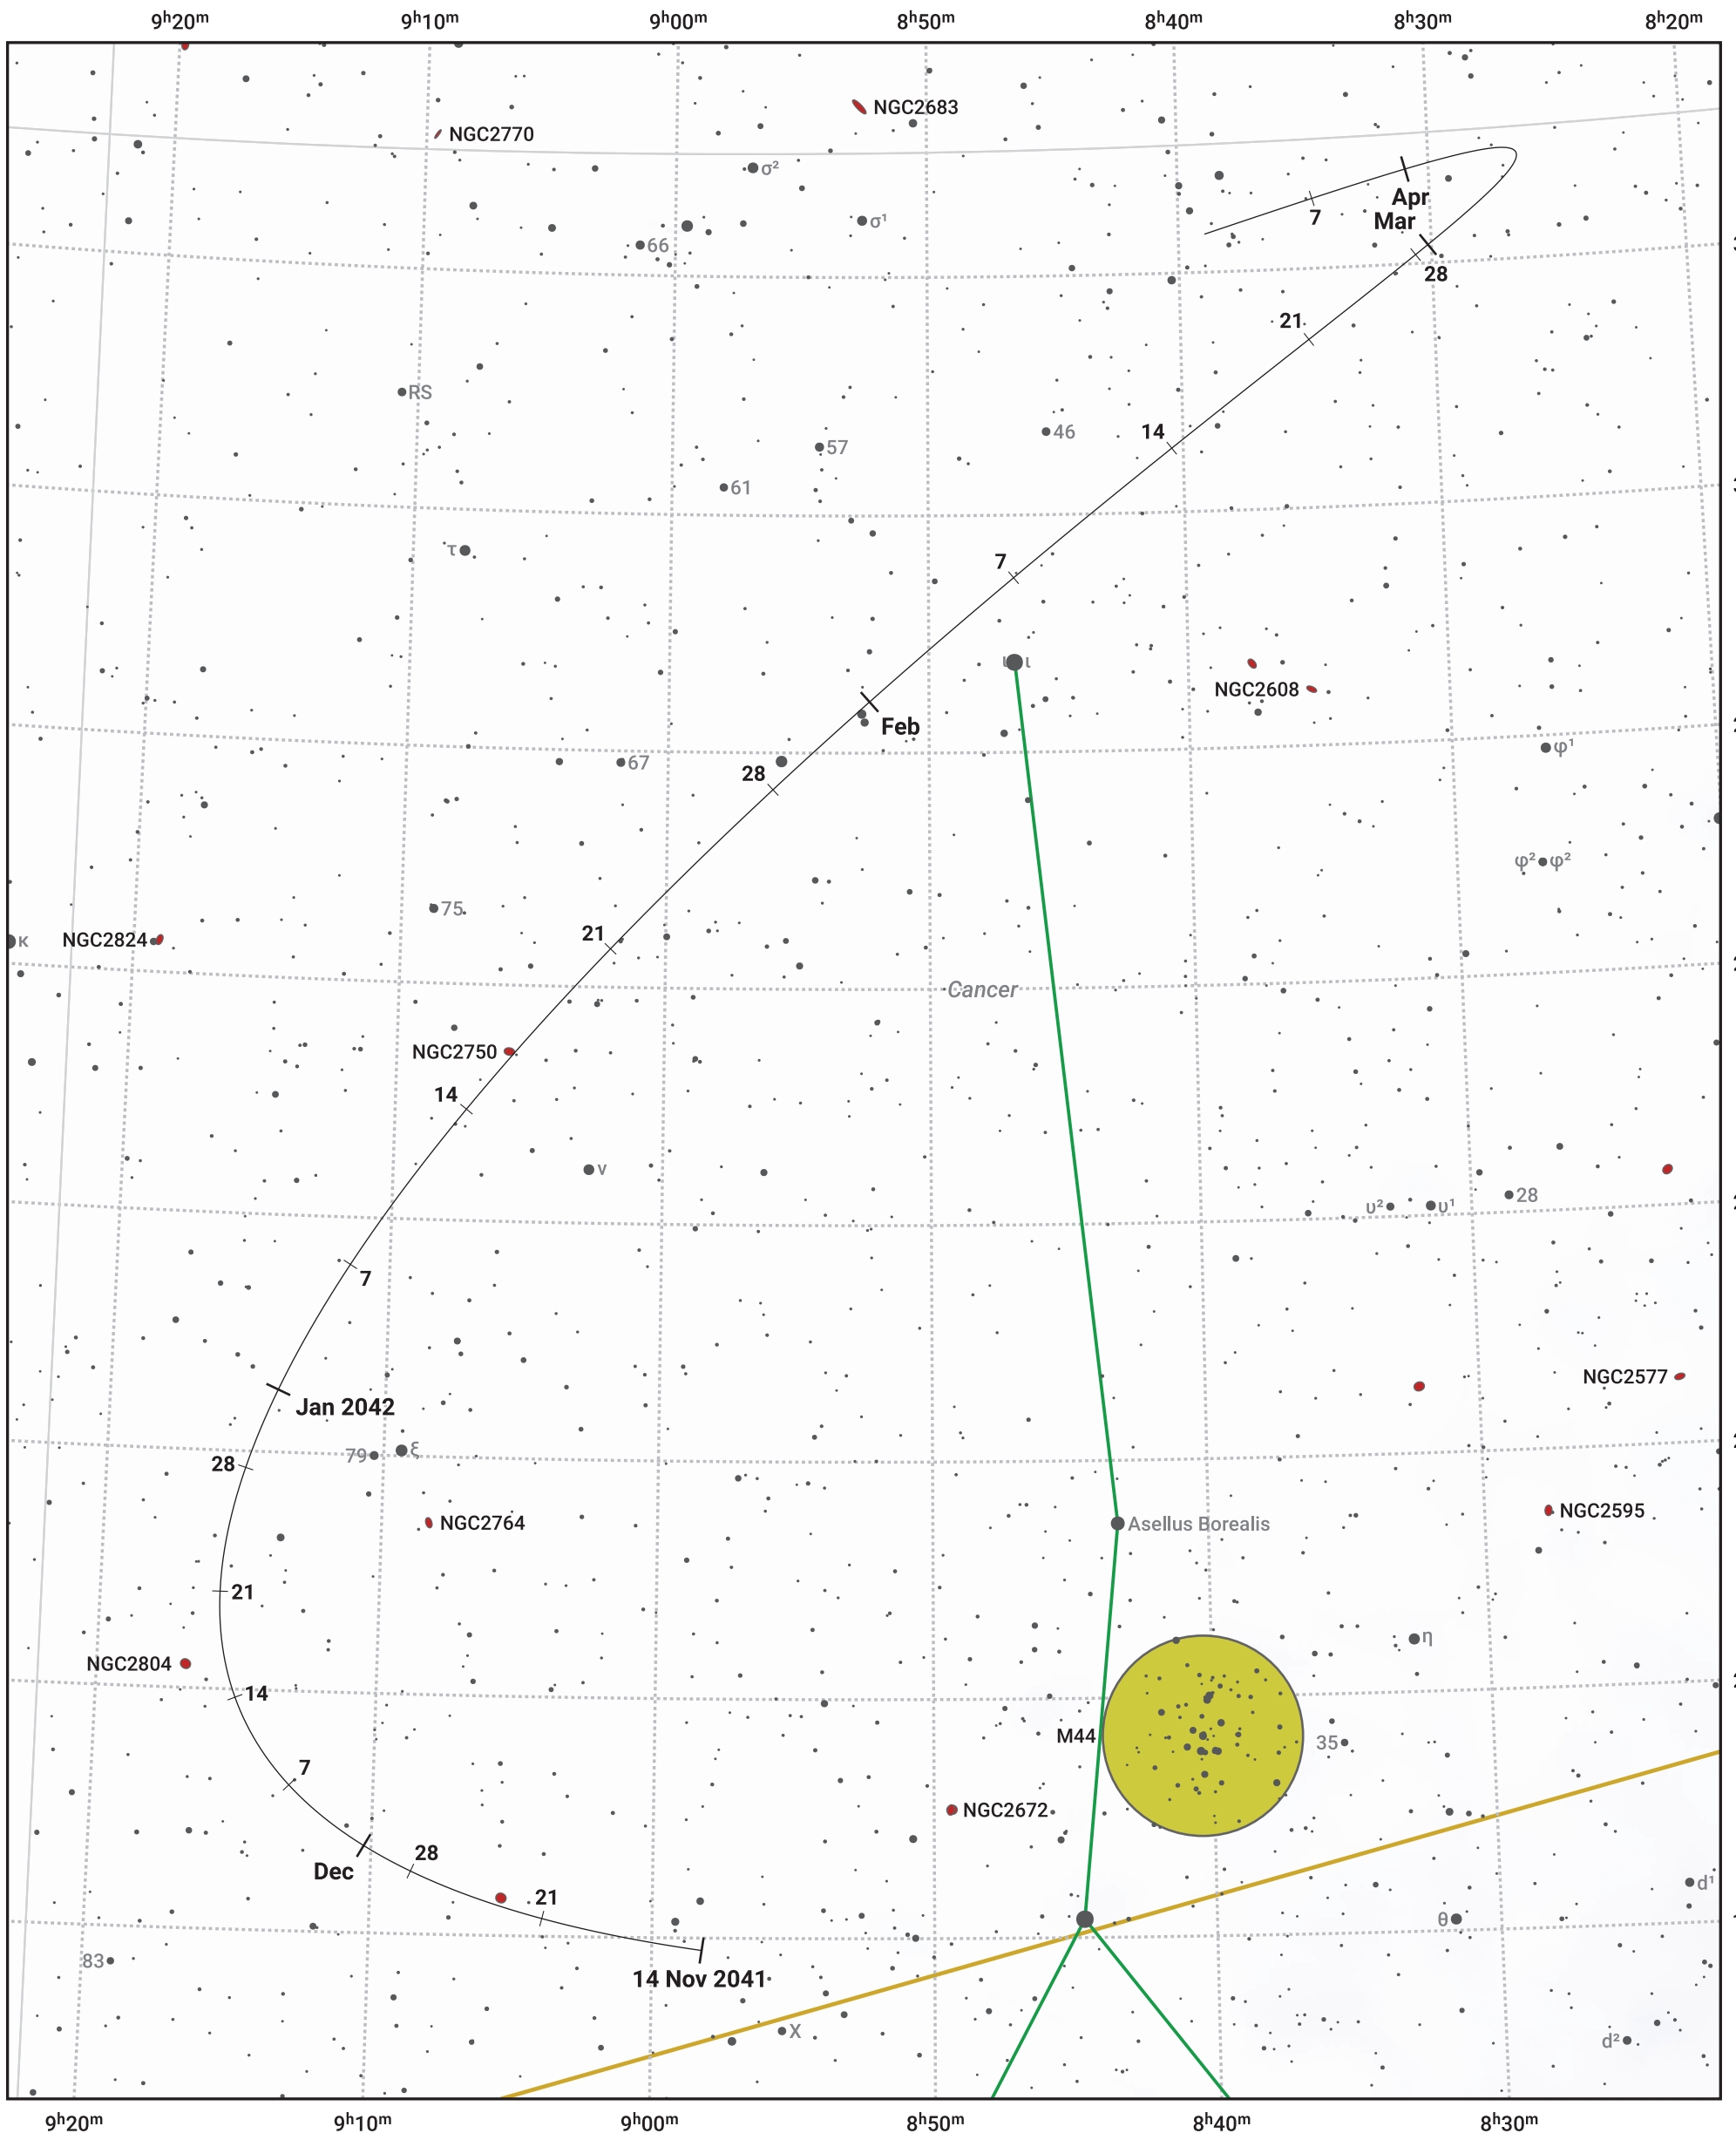 9ʰ20ᵐ 9ʰ10ᵐ 9ʰ00ᵐ 8ʰ50ᵐ 8ʰ40ᵐ 8ʰ30ᵐ 8ʰ20ᵐ
NGC2683
NGC2770
σ²
Apr
7
σ¹
Mar
66
28
21
RS
14
46
57
61
τ
7
ι
NGC2608
Feb
φ¹
67
28
φ² φ²
75
21
κ
NGC2824
Cancer
NGC2750
14
ν
28
υ² υ¹
7
NGC2577
Jan 2042
79 ξ
28
NGC2595
NGC2764
Asellus Borealis
21
η
NGC2804
14
M44
35
7
NGC2672
28
Dec
d¹
21
θ
83
14 Nov 2041
χ
d²
9ʰ20ᵐ 9ʰ10ᵐ 9ʰ00ᵐ 8ʰ50ᵐ 8ʰ40ᵐ 8ʰ30ᵐ